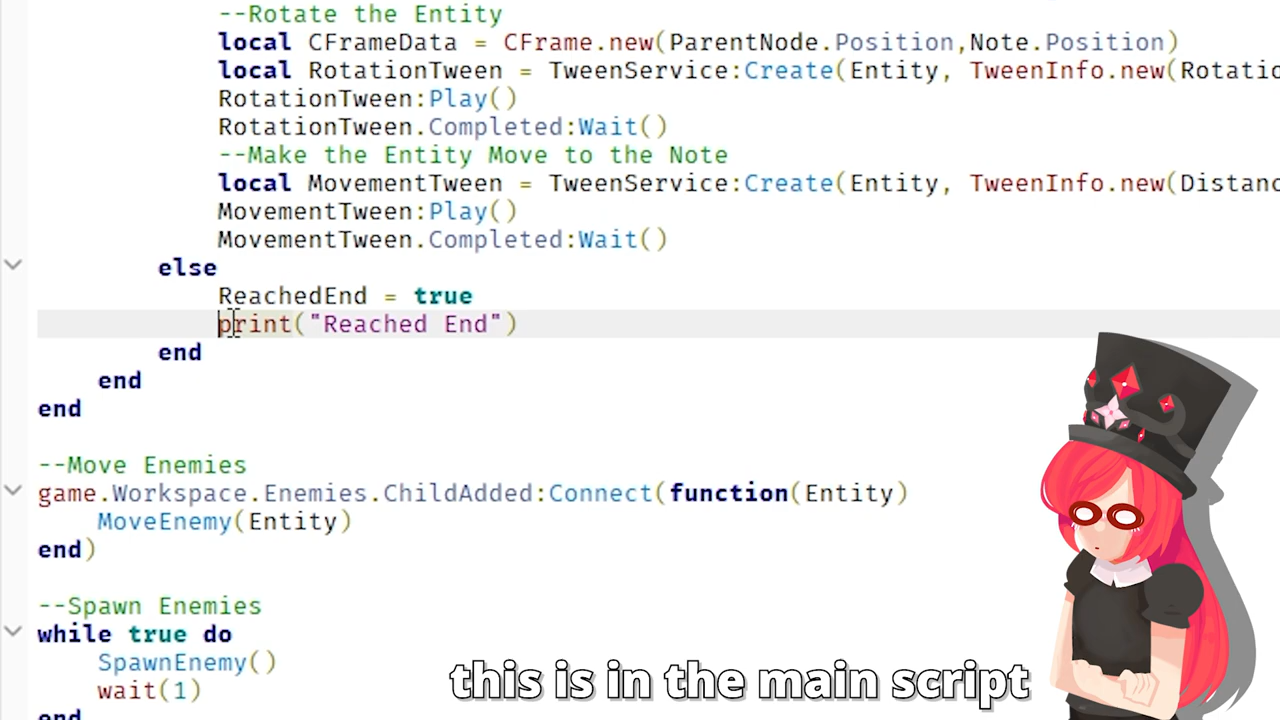 --Rotate the Entity
local CFrameData = CFrame.new(ParentNode.Position,Note.Position)
local RotationTween = TweenService:Create(Entity, TweenInfo.new(Rotatio
RotationTween:Play()
RotationTween.Completed:Wait()
--Make the Entity Move to the Note
local MovementTween = TweenService:Create(Entity, TweenInfo.new(Distanc
MovementTween:Play()
MovementTween.Completed:Wait()
else
ReachedEnd = true
print("Reached End")
end
end
end
--Move Enemies
game.Workspace.Enemies.ChildAdded:Connect(function(Entity)
MoveEnemy(Entity)
end)
--Spawn Enemies
while true do
SpawnEnemy()
wait(1)
end
this is in the main script